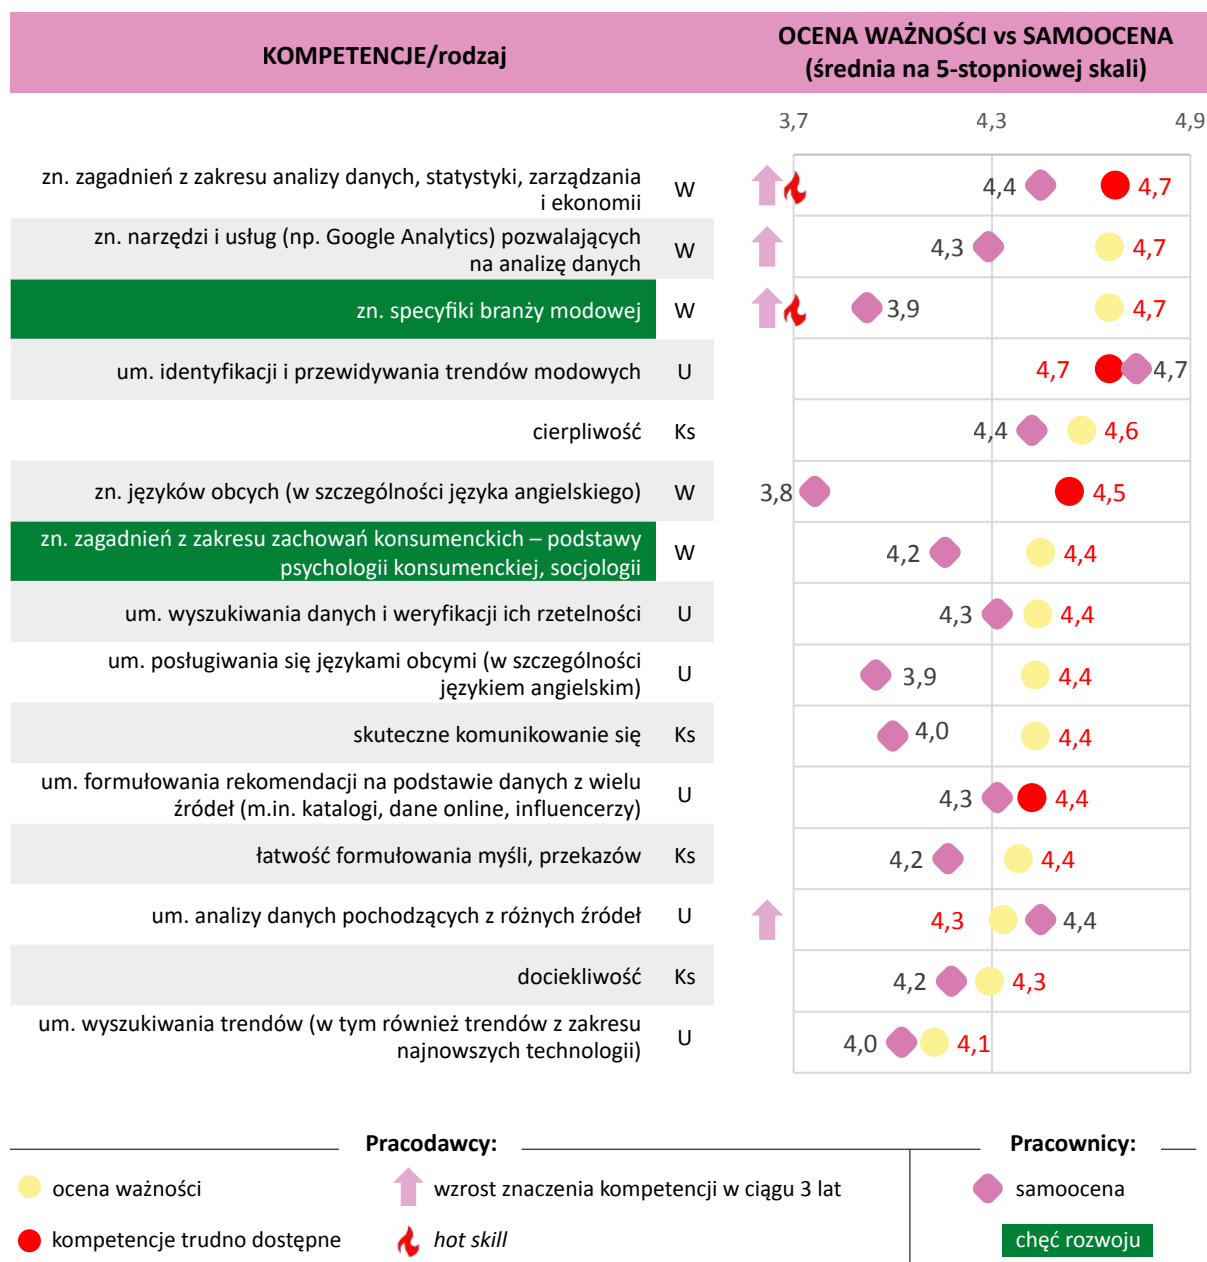 KOMPETENCJE/rodzaj
OCENA WAŻNOŚCI vs SAMOOCENA
(średnia na 5-stopniowej skali)
3,7 4,3 4,9
zn. zagadnień z zakresu analizy danych, statystyki, zarządzania
i ekonomii
W
4,4 4,7
zn. narzędzi i usług (np. Google Analytics) pozwalających
na analizę danych
W
4,3 4,7
zn. specyfiki branży modowej W 3,9 4,7
um. identyfikacji i przewidywania trendów modowych U 4,7 4,7
cierpliwość Ks 4,4 4,6
zn. języków obcych (w szczególności języka angielskiego) W 3,8 4,5
zn. zagadnień z zakresu zachowań konsumenckich – podstawy
psychologii konsumenckiej, socjologii
W
4,2 4,4
um. wyszukiwania danych i weryfikacji ich rzetelności U 4,3 4,4
um. posługiwania się językami obcymi (w szczególności
językiem angielskim)
U
3,9 4,4
skuteczne komunikowanie się Ks 4,0 4,4
um. formułowania rekomendacji na podstawie danych z wielu
źródeł (m.in. katalogi, dane online, influencerzy)
U
4,3 4,4
łatwość formułowania myśli, przekazów Ks 4,2 4,4
um. analizy danych pochodzących z różnych źródeł U 4,3 4,4
dociekliwość Ks 4,2 4,3
um. wyszukiwania trendów (w tym również trendów z zakresu
najnowszych technologii)
U
4,0 4,1
Pracodawcy:
ocena ważności
wzrost znaczenia kompetencji w ciągu 3 lat
kompetencje trudno dostępne
hot skill
Pracownicy:
samoocena
chęć rozwoju